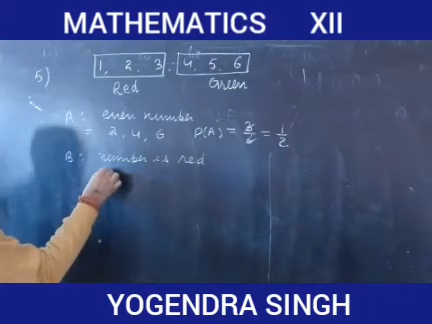 MATHEMATICS XII
5) 1, 2, 3 4, 5, 6
Red Green
A: even number
= 2, 4, 6 P(A) = 3/6 = 1/2
B: number is red
YOGENDRA SINGH